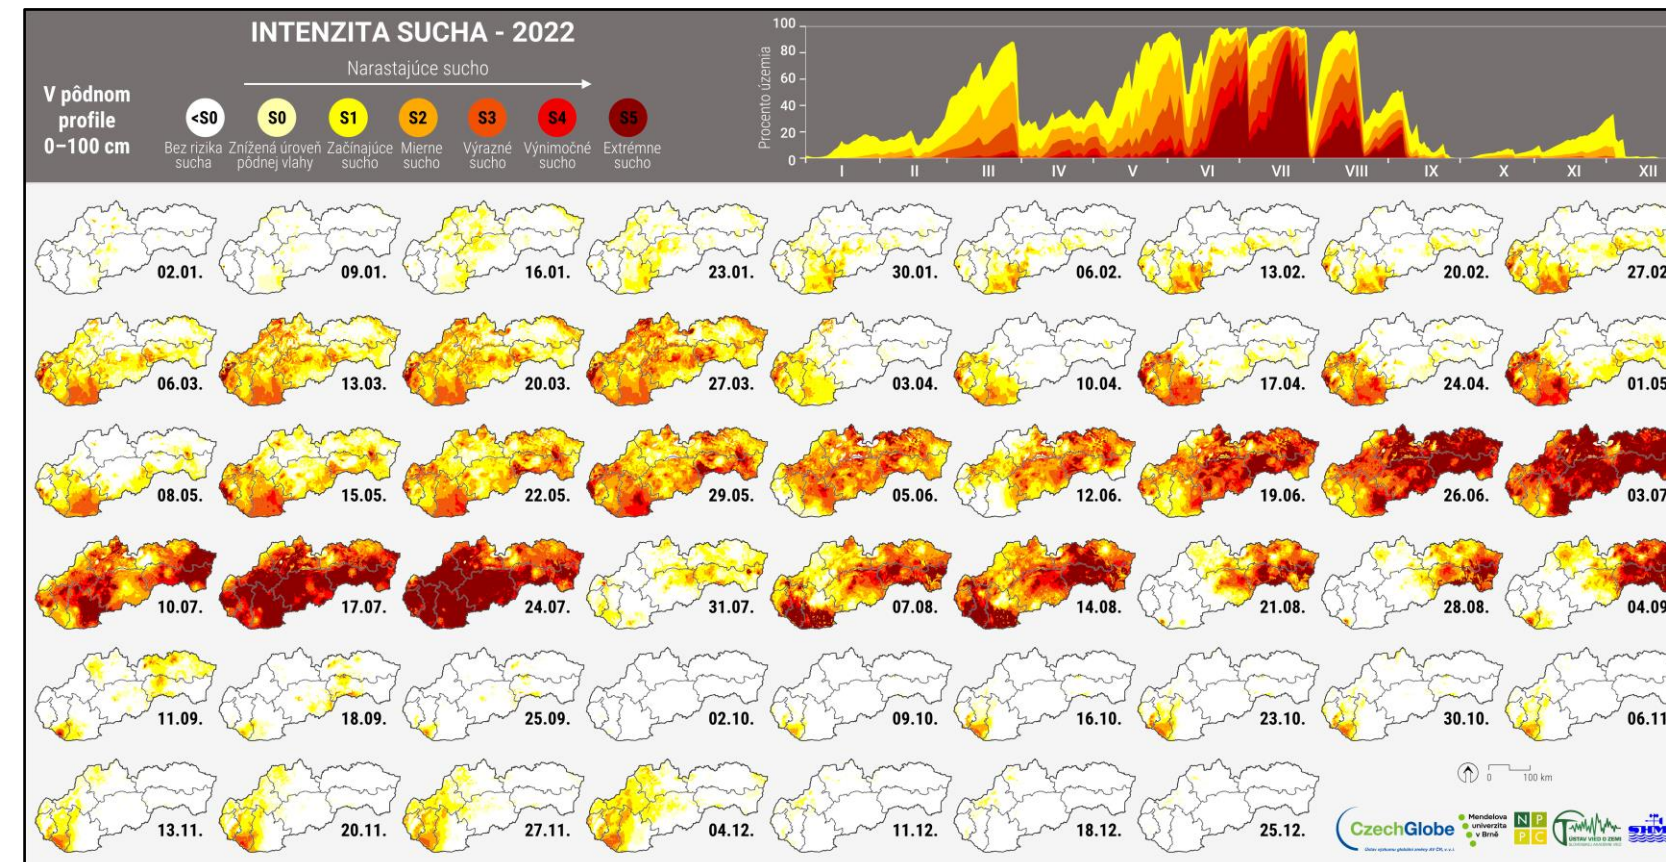 INTENZITA SUCHA - 2022
Narastajúce sucho
V pôdnom
profile
0–100 cm
<S0 S0 S1 S2 S3 S4 S5
Bez rizika sucha
Znížená úroveň pôdnej vlahy
Začínajúce sucho
Mierne sucho
Výrazné sucho
Výnimočné sucho
Extrémne sucho
Procento územia
100
80
60
40
20
0
I II III IV V VI VII VIII IX X XI XII
02.01. 09.01. 16.01. 23.01. 30.01. 06.02. 13.02. 20.02. 27.02
06.03. 13.03. 20.03. 27.03. 03.04. 10.04. 17.04. 24.04. 01.05
08.05. 15.05. 22.05. 29.05. 05.06. 12.06. 19.06. 26.06. 03.07
10.07. 17.07. 24.07. 31.07. 07.08. 14.08. 21.08. 28.08. 04.09
11.09. 18.09. 25.09. 02.10. 09.10. 16.10. 23.10. 30.10. 06.11
13.11. 20.11. 27.11. 04.12. 11.12. 18.12. 25.12.
0 100 km
CzechGlobe
Mendelova
univerzita
v Brně
N P
P C
ÚSTAV VIED O ZEMI